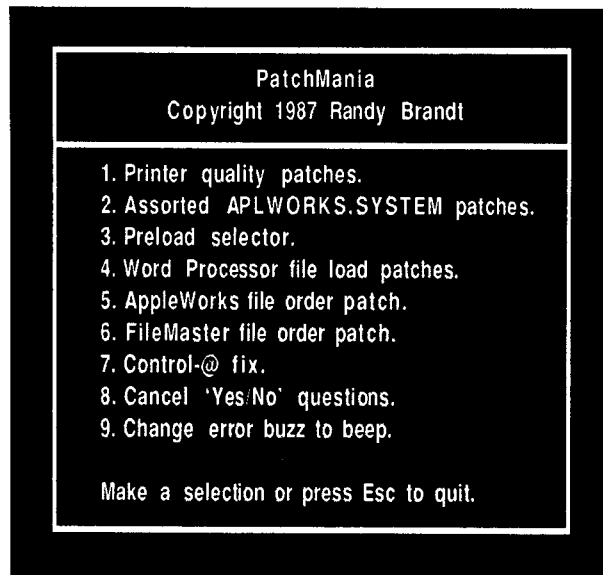 PatchMania
Copyright 1987 Randy Brandt
1. Printer quality patches.
2. Assorted APLWORKS.SYSTEM patches.
3. Preload selector.
4. Word Processor file load patches.
5. AppleWorks file order patch.
6. FileMaster file order patch.
7. Control-@ fix.
8. Cancel 'Yes/No' questions.
9. Change error buzz to beep.
Make a selection or press Esc to quit.